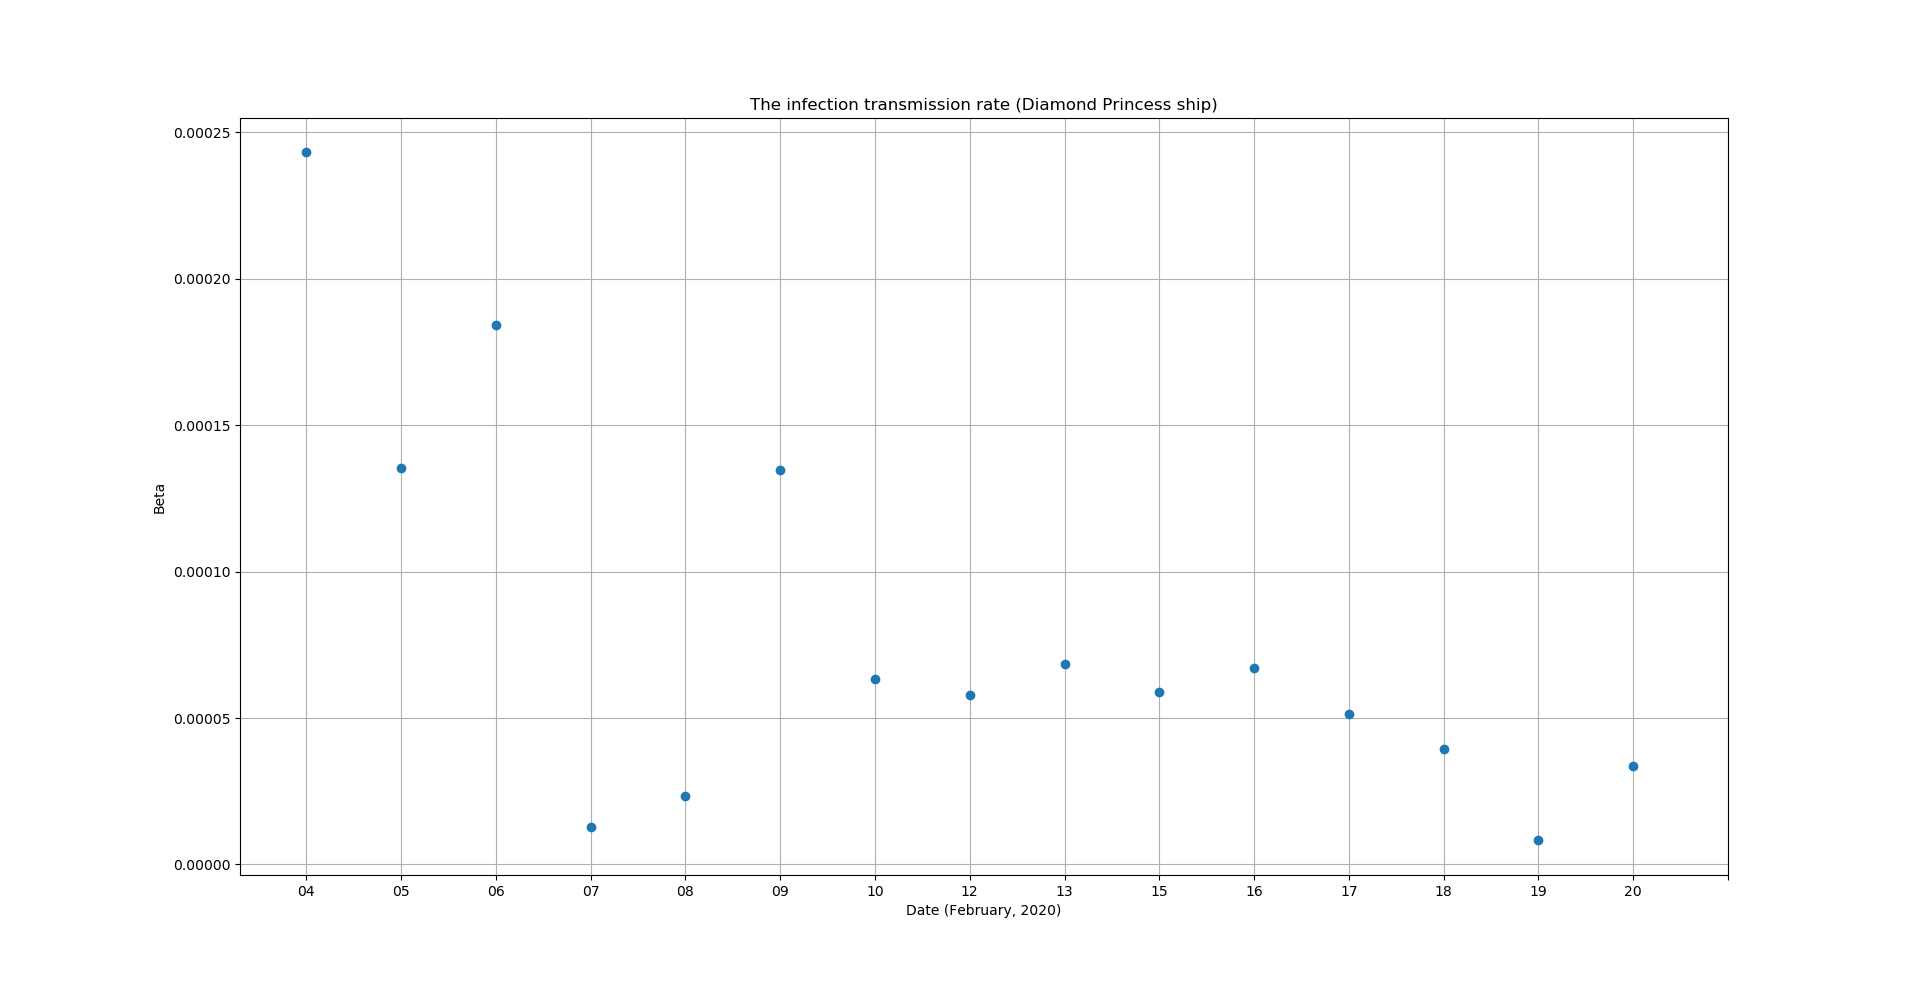 The infection transmission rate (Diamond Princess ship)
0.00025
0.00020
0.00015
0.00010
0.00005
0.00000
Beta
04 05 06 07 08 09 10 12 13 15 16 17 18 19 20
Date (February, 2020)